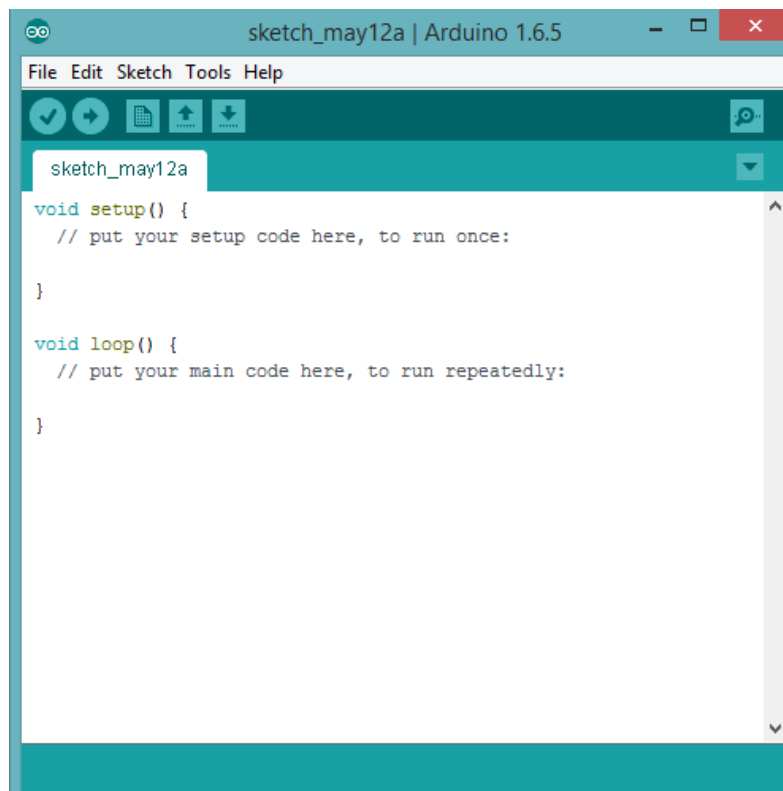 sketch_may12a | Arduino 1.6.5
File Edit Sketch Tools Help
sketch_may12a
void setup() {
  // put your setup code here, to run once:

}

void loop() {
  // put your main code here, to run repeatedly:

}